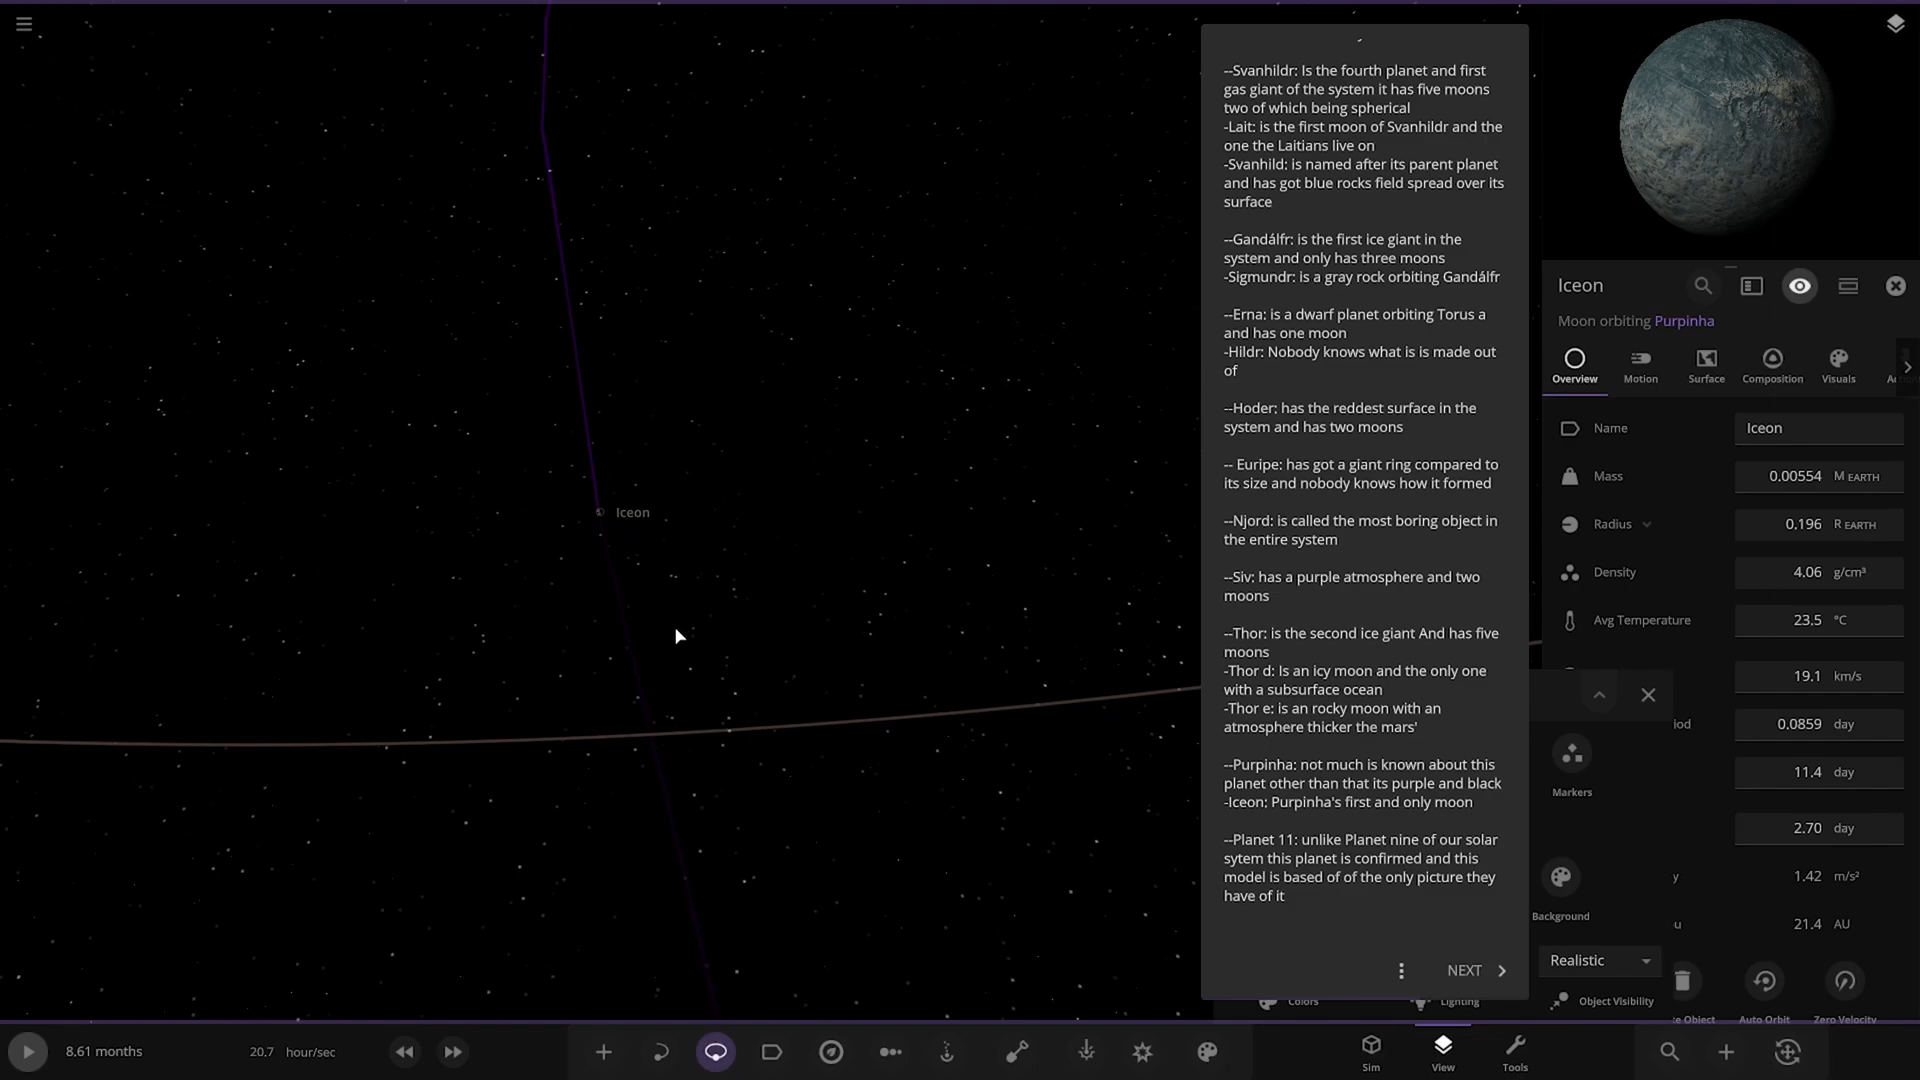 --Svanhildr: Is the fourth planet and first
gas giant of the system it has five moons
two of which being spherical
-Lait: is the first moon of Svanhildr and the
one the Laitians live on
-Svanhild: is named after its parent planet
and has got blue rocks field spread over its
surface
--Gandálfr: is the first ice giant in the
system and only has three moons
-Sigmundr: is a gray rock orbiting Gandálfr
--Erna: is a dwarf planet orbiting Torus a
and has one moon
-Hildr: Nobody knows what is is made out
of
--Hoder: has the reddest surface in the
system and has two moons
-- Euripe: has got a giant ring compared to
its size and nobody knows how it formed
--Njord: is called the most boring object in
the entire system
--Siv: has a purple atmosphere and two
moons
--Thor: is the second ice giant And has five
moons
-Thor d: Is an icy moon and the only one
with a subsurface ocean
-Thor e: is an rocky moon with an
atmosphere thicker the mars'
--Purpinha: not much is known about this
planet other than that its purple and black
-Iceon: Purpinha's first and only moon
--Planet 11: unlike Planet nine of our solar
sytem this planet is confirmed and this
model is based of of the only picture they
have of it
NEXT
Iceon
Iceon
Moon orbiting Purpinha
Overview Motion Surface Composition Visuals
Name Iceon
Mass 0.00554 M EARTH
Radius 0.196 R EARTH
Density 4.06 g/cm³
Avg Temperature 23.5 °C
19.1 km/s
iod 0.0859 day
11.4 day
2.70 day
y 1.42 m/s²
u 21.4 AU
Markers
Background
Realistic
Colors Lighting Object Visibility
Object Auto Orbit Zero Velocity
8.61 months 20.7 hour/sec
Sim View Tools